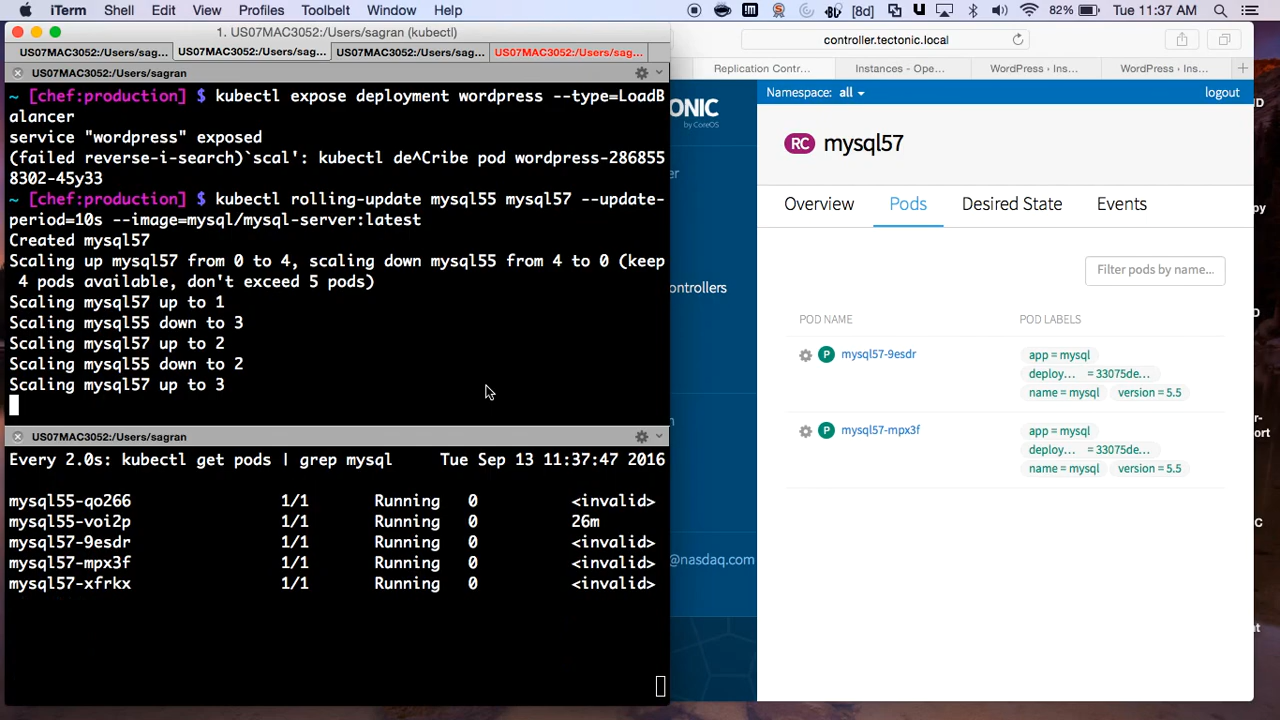 iTerm Shell Edit View Profiles Toolbelt Window Help [8d] 82% Tue 11:37 AM
1. US07MAC3052:/Users/sagran (kubectl)
US07MAC3052:/Users/sag... US07MAC3052:/Users/sag... US07MAC3052:/Users/sag... US07MAC3052:/Users/sag...
US07MAC3052:/Users/sagran
~ [chef:production] $ kubectl expose deployment wordpress --type=LoadB
alancer
service "wordpress" exposed
(failed reverse-i-search)`scal': kubectl de^Cribe pod wordpress-286855
8302-45y33
~ [chef:production] $ kubectl rolling-update mysql55 mysql57 --update-
period=10s --image=mysql/mysql-server:latest
Created mysql57
Scaling up mysql57 from 0 to 4, scaling down mysql55 from 4 to 0 (keep
4 pods available, don't exceed 5 pods)
Scaling mysql57 up to 1
Scaling mysql55 down to 3
Scaling mysql57 up to 2
Scaling mysql55 down to 2
Scaling mysql57 up to 3
US07MAC3052:/Users/sagran
Every 2.0s: kubectl get pods | grep mysql Tue Sep 13 11:37:47 2016
mysql55-qo266 1/1 Running 0 <invalid>
mysql55-voi2p 1/1 Running 0 26m
mysql57-9esdr 1/1 Running 0 <invalid>
mysql57-mpx3f 1/1 Running 0 <invalid>
mysql57-xfrkx 1/1 Running 0 <invalid>
controller.tectonic.local
Replication Contr... Instances - Ope... WordPress › Ins... WordPress › Ins...
ONIC
by CoreOS
er
ontrollers
@nasdaq.com
Namespace: all logout
RC mysql57
Overview Pods Desired State Events
Filter pods by name...
POD NAME POD LABELS
P mysql57-9esdr app = mysql
deploy... = 33075de...
name = mysql version = 5.5
P mysql57-mpx3f app = mysql
deploy... = 33075de...
name = mysql version = 5.5